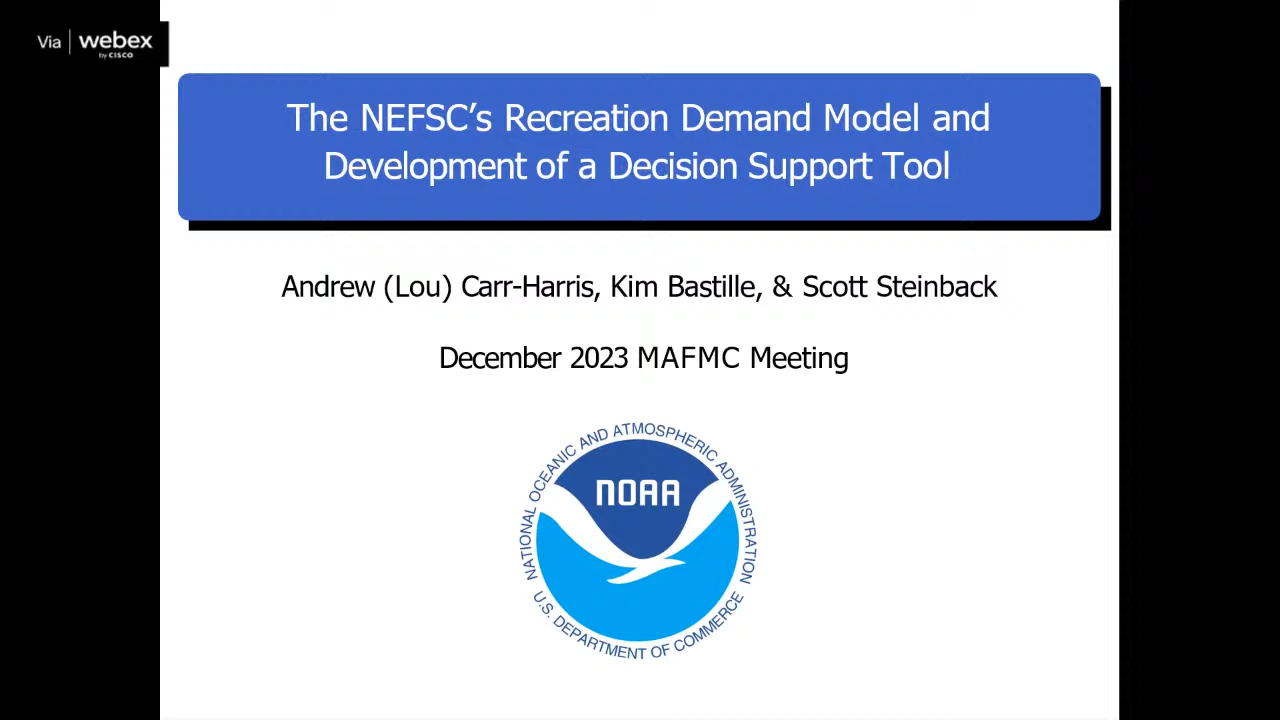 Via webex
by CISCO
The NEFSC's Recreation Demand Model and
Development of a Decision Support Tool
Andrew (Lou) Carr-Harris, Kim Bastille, & Scott Steinback
December 2023 MAFMC Meeting
NATIONAL OCEANIC AND ATMOSPHERIC ADMINISTRATION
NOAA
U.S. DEPARTMENT OF COMMERCE